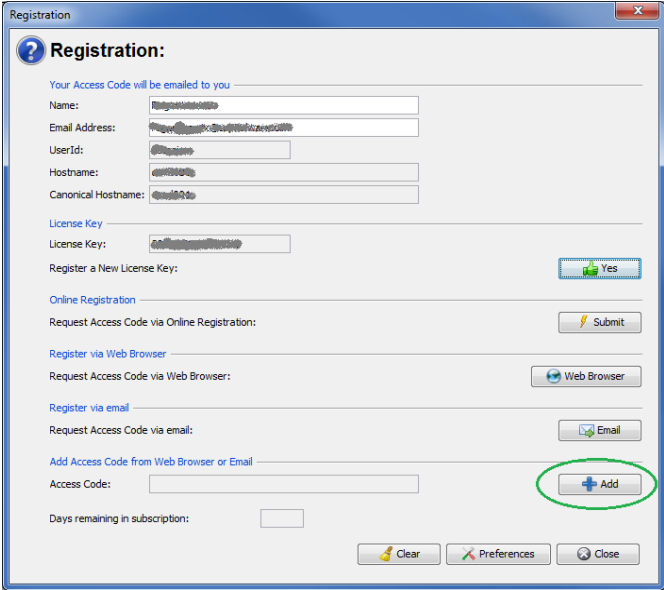 Registration
Registration:
Your Access Code will be emailed to you
Name:
Email Address:
UserId:
Hostname:
Canonical Hostname:
License Key
License Key:
Register a New License Key: Yes
Online Registration
Request Access Code via Online Registration: Submit
Register via Web Browser
Request Access Code via Web Browser: Web Browser
Register via email
Request Access Code via email: Email
Add Access Code from Web Browser or Email
Access Code: Add
Days remaining in subscription:
Clear Preferences Close